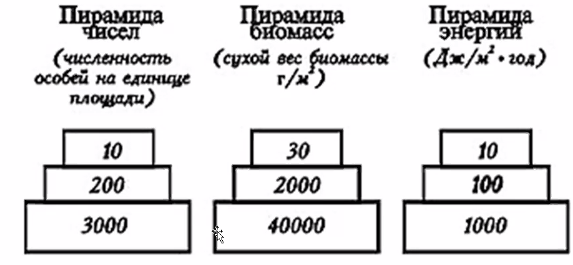 Пирамида
чисел
(численность
особей на единице
площади)
10
200
3000
Пирамида
биомасс
(сухой вес биомассы
г/м²)
30
2000
40000
Пирамида
энергий
(Дж/м² • год)
10
100
1000